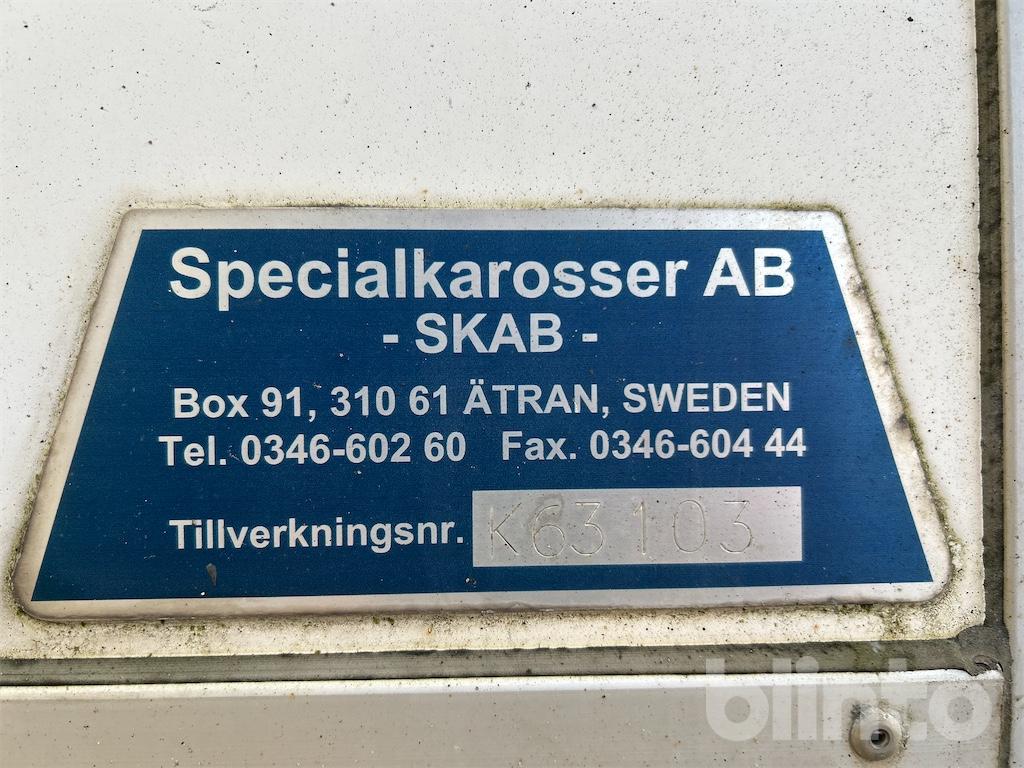 Specialkarosser AB
- SKAB -
Box 91, 310 61 ÄTRAN, SWEDEN
Tel. 0346-602 60 Fax. 0346-604 44
Tillverkningsnr. K63103
blinto